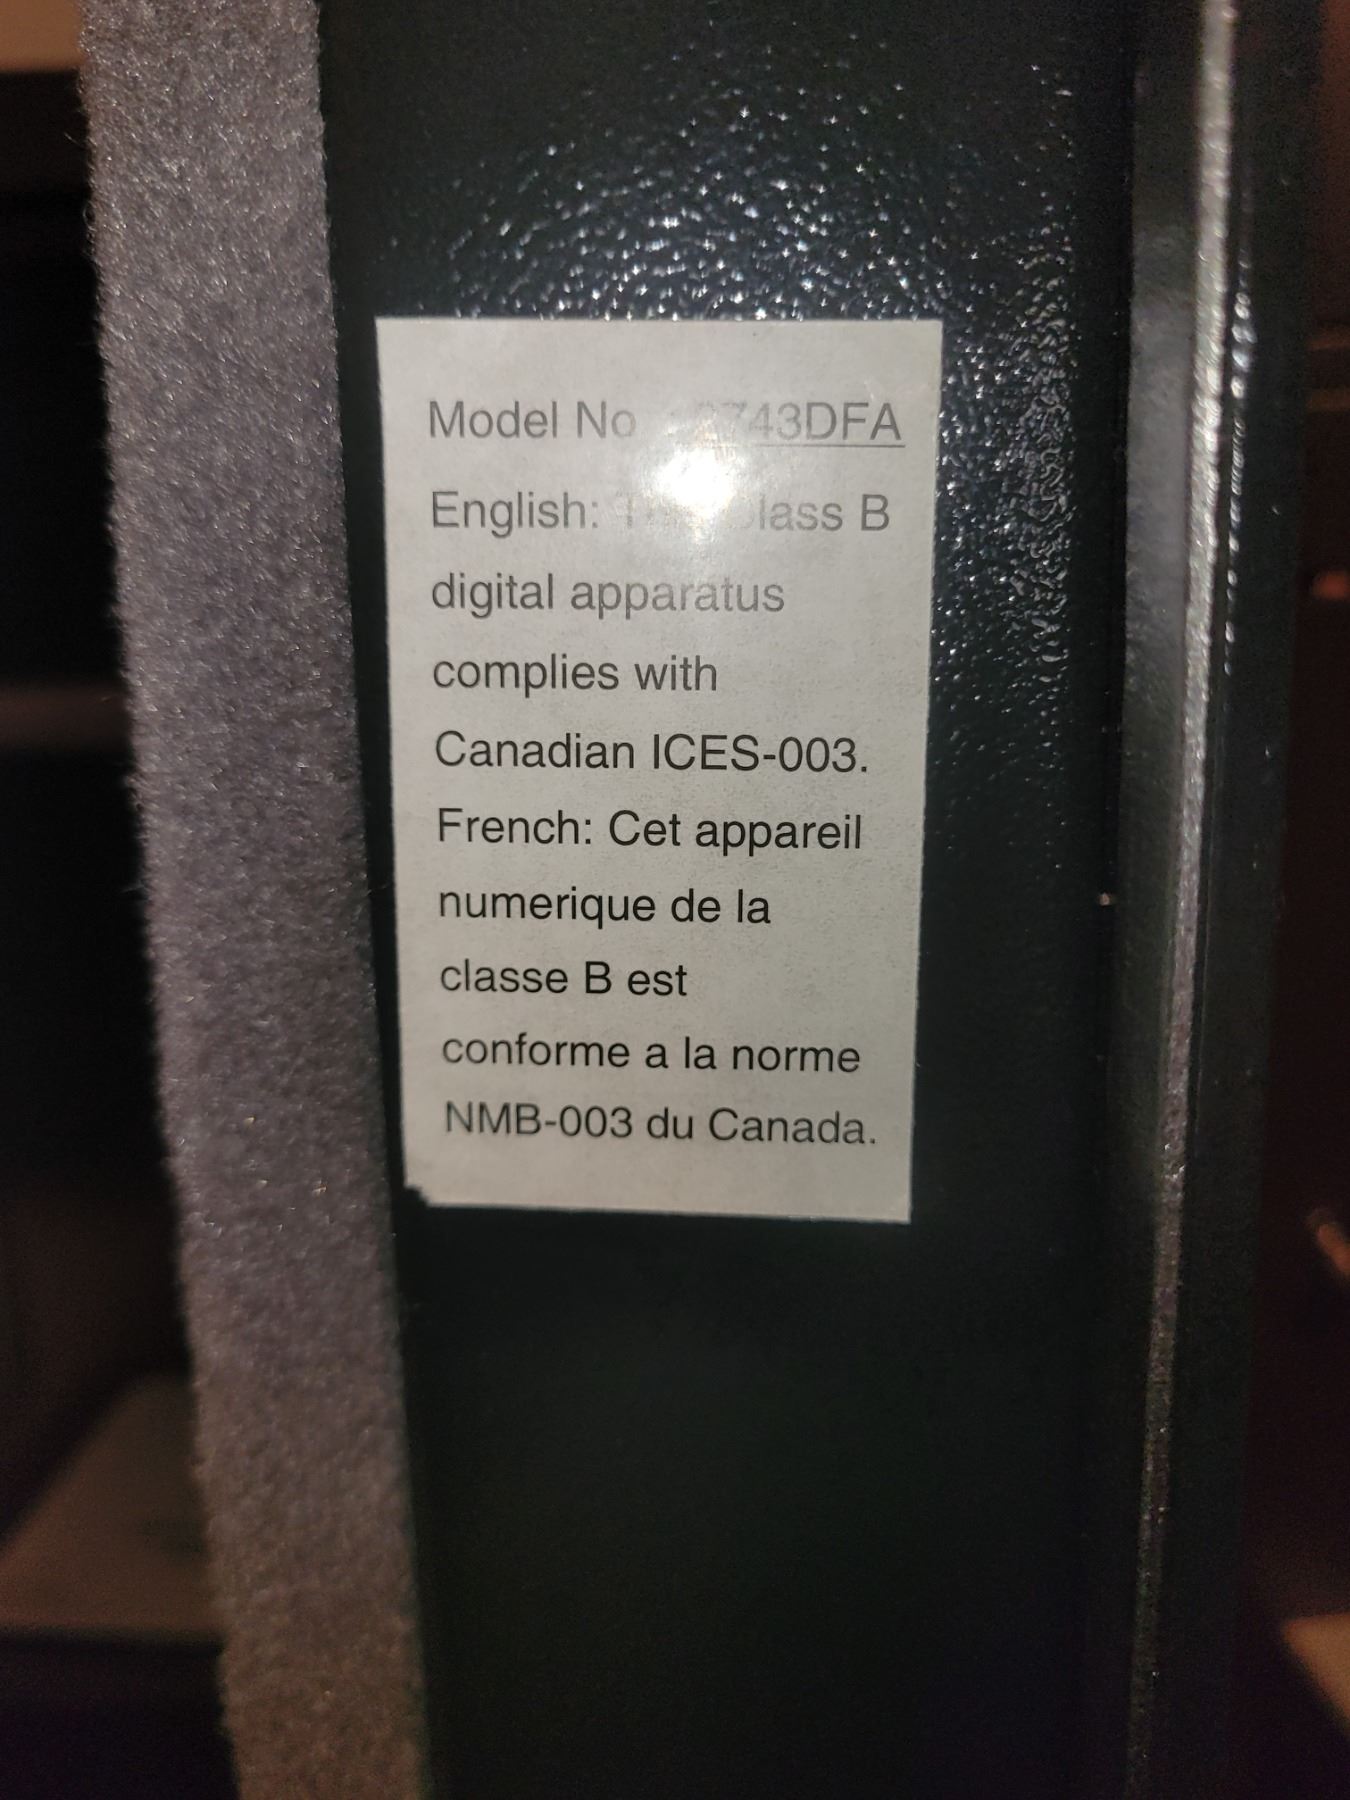 Model No
English: lass B
digital apparatus
complies with
Canadian ICES-003.
French: Cet appareil
numerique de la
classe B est
conforme a la norme
NMB-003 du Canada.